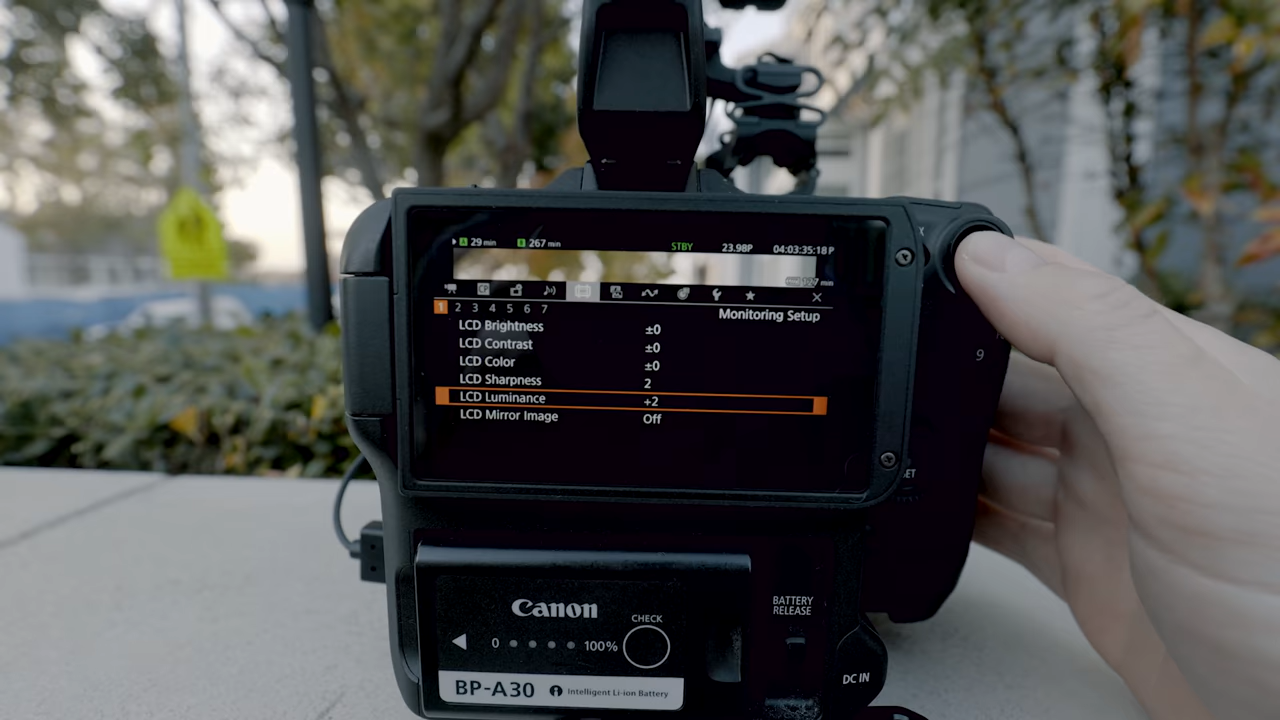 A 29 min B 267 min STBY 23.98P 04:03:35:18
min
1 2 3 4 5 6 7
Monitoring Setup
LCD Brightness ±0
LCD Contrast ±0
LCD Color ±0
LCD Sharpness 2
LCD Luminance +2
LCD Mirror Image Off
9
Canon
CHECK
0 100%
BP-A30 Intelligent Li-ion Battery
BATTERY
RELEASE
DC IN